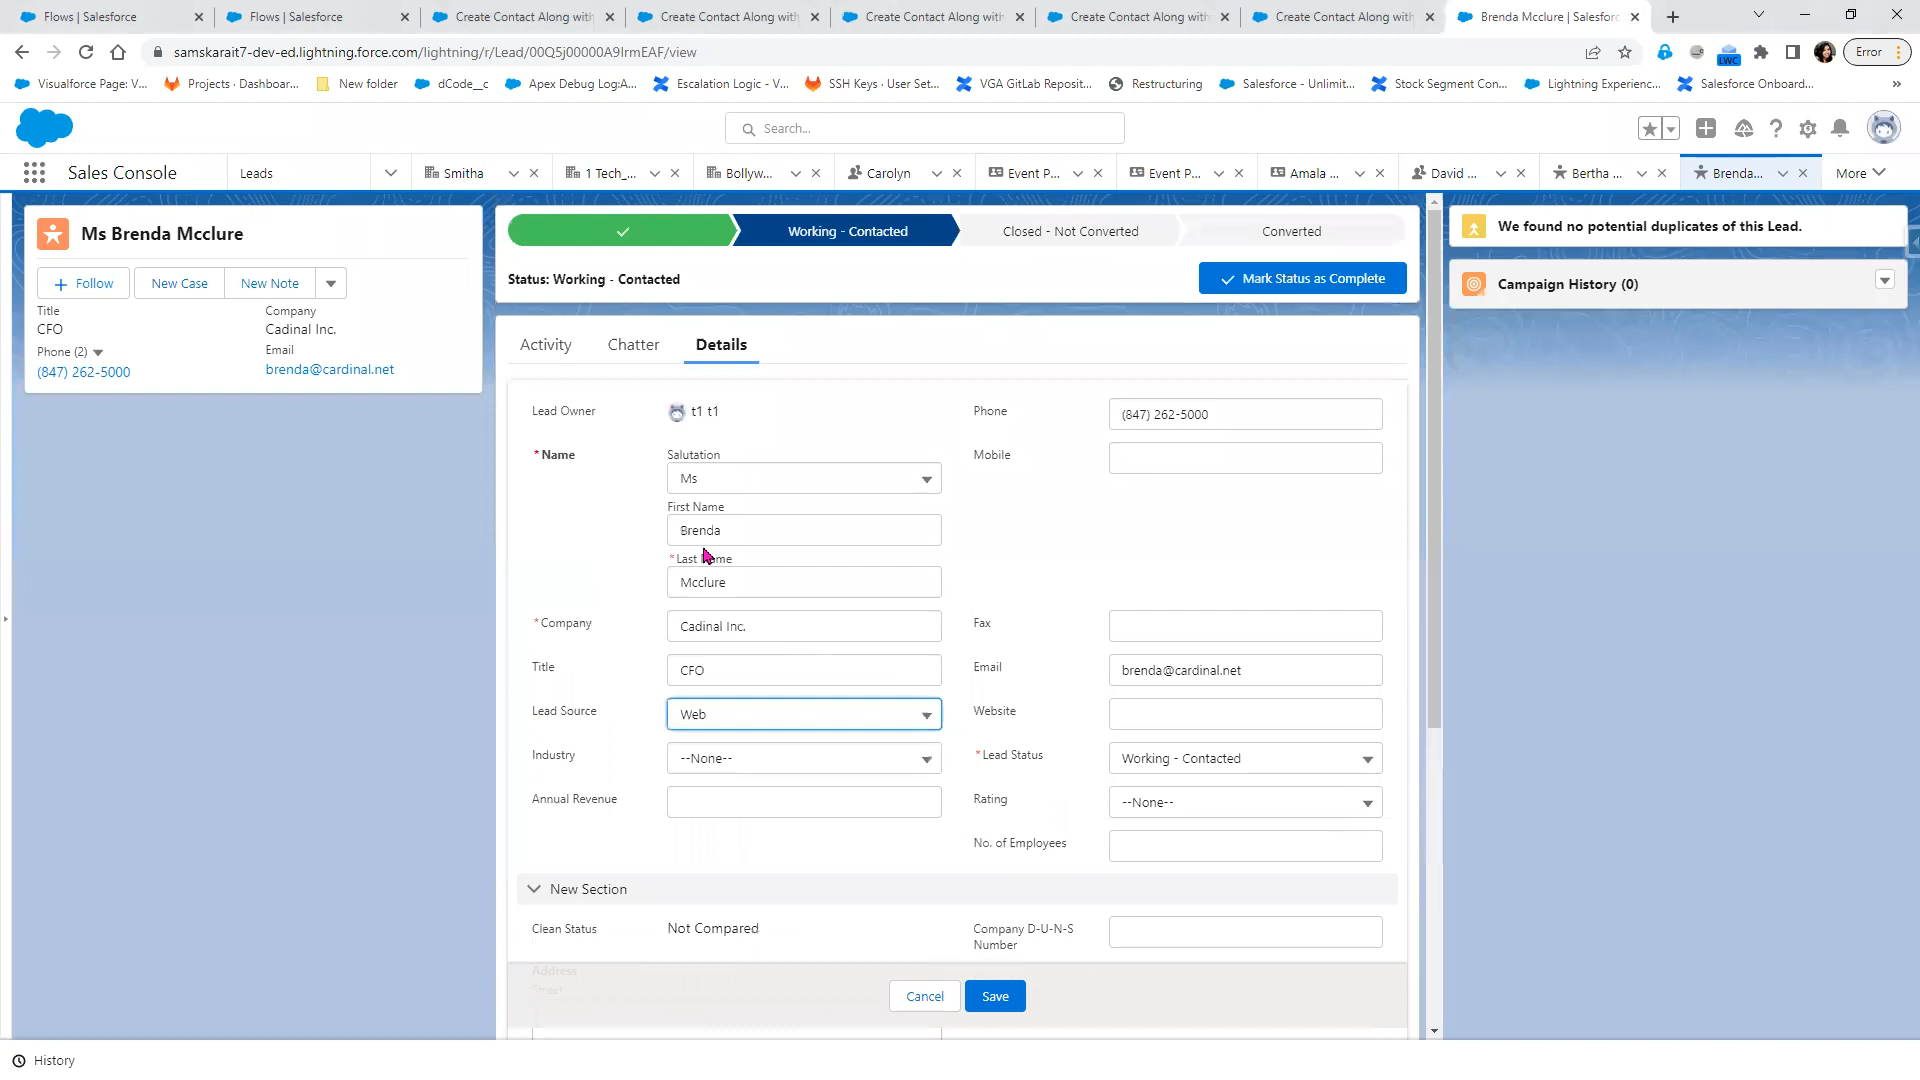 Flows | Salesforce
Flows | Salesforce
Create Contact Along with
Create Contact Along with
Create Contact Along with
Create Contact Along with
Create Contact Along with
Brenda Mcclure | Salesforc
samskarait7-dev-ed.lightning.force.com/lightning/r/Lead/00Q5j00000A9IrmEAF/view
LWC
Error
Visualforce Page: V...
Projects · Dashboar...
New folder
dCode__c
Apex Debug Log:A...
Escalation Logic - V...
SSH Keys · User Set...
VGA GitLab Reposit...
Restructuring
Salesforce - Unlimit...
Stock Segment Con...
Lightning Experienc...
Salesforce Onboard...
»
Search...
Sales Console
Leads
Smitha
1 Tech_...
Bollyw...
Carolyn
Event P...
Event P...
Amala ...
David ...
Bertha ...
Brenda...
More
Ms Brenda Mcclure
Follow
New Case
New Note
Title
Company
CFO
Cadinal Inc.
Phone (2)
Email
(847) 262-5000
brenda@cardinal.net
Working - Contacted
Closed - Not Converted
Converted
Status: Working - Contacted
Mark Status as Complete
We found no potential duplicates of this Lead.
Campaign History (0)
Activity
Chatter
Details
Lead Owner
t1 t1
Phone
(847) 262-5000
*Name
Salutation
Ms
Mobile
First Name
Brenda
*Last Name
Mcclure
*Company
Cadinal Inc.
Fax
Title
CFO
Email
brenda@cardinal.net
Lead Source
Web
Website
Industry
--None--
*Lead Status
Working - Contacted
Annual Revenue
Rating
--None--
No. of Employees
New Section
Clean Status
Not Compared
Company D-U-N-S
Number
Address
Street
Cancel
Save
History